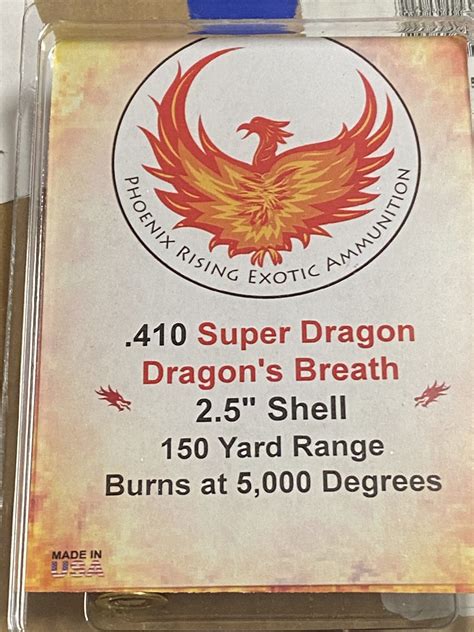 PHOENIX RISING EXOTIC AMMUNITION
.410 Super Dragon
Dragon's Breath
2.5" Shell
150 Yard Range
Burns at 5,000 Degrees
MADE IN
USA